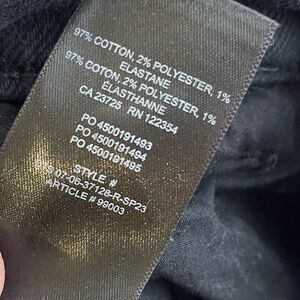 97% COTTON, 2% POLYESTER, 1%
ELASTANE
97% COTON, 2% POLYESTER, 1%
ELASTHANNE
CA 23725 RN 122354
PO 4500191493
PO 4500191494
PO 4500191495
STYLE #
07-06-37128-R-SP23
ARTICLE # 99003